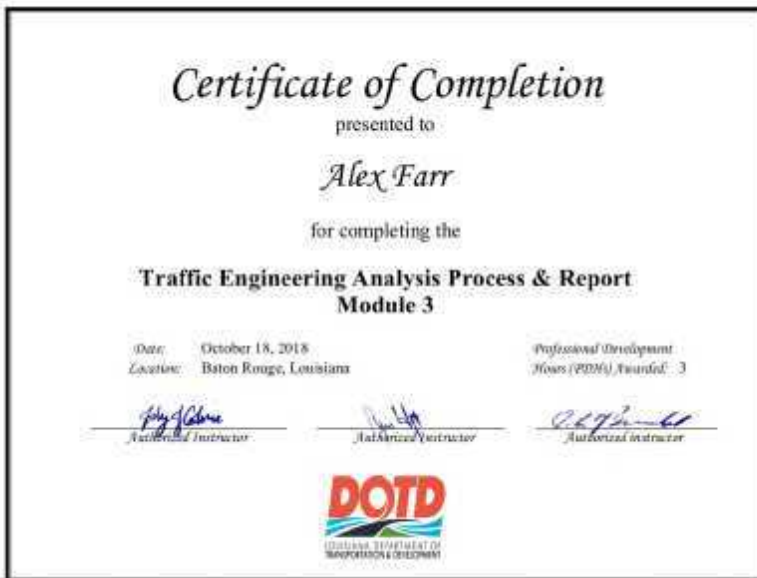 Certificate of Completion
presented to
Alex Farr
for completing the
Traffic Engineering Analysis Process & Report
Module 3
Date: October 18, 2018
Location: Baton Rouge, Louisiana
Professional Development
Hours (PDHs) Awarded: 3
Authorized Instructor
Authorized Instructor
Authorized instructor
DOTD
LOUISIANA DEPARTMENT OF
TRANSPORTATION & DEVELOPMENT